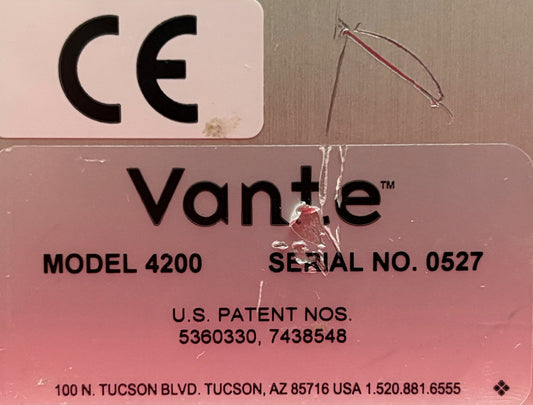 CE
Vante™
MODEL 4200 SERIAL NO. 0527
U.S. PATENT NOS.
5360330, 7438548
100 N. TUCSON BLVD. TUCSON, AZ 85716 USA 1.520.881.6555